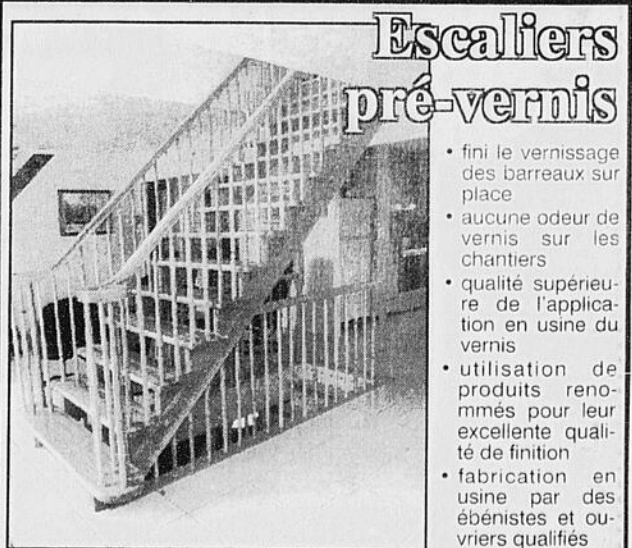 Escaliers
pré-vernis
• fini le vernissage
des barreaux sur
place
• aucune odeur de
vernis sur les
chantiers
• qualité supérieu-
re de l'applica-
tion en usine du
vernis
• utilisation de
produits reno-
mmés pour leur
excellente quali-
té de finition
• fabrication en
usine par des
ébénistes et ou-
vriers qualifiés